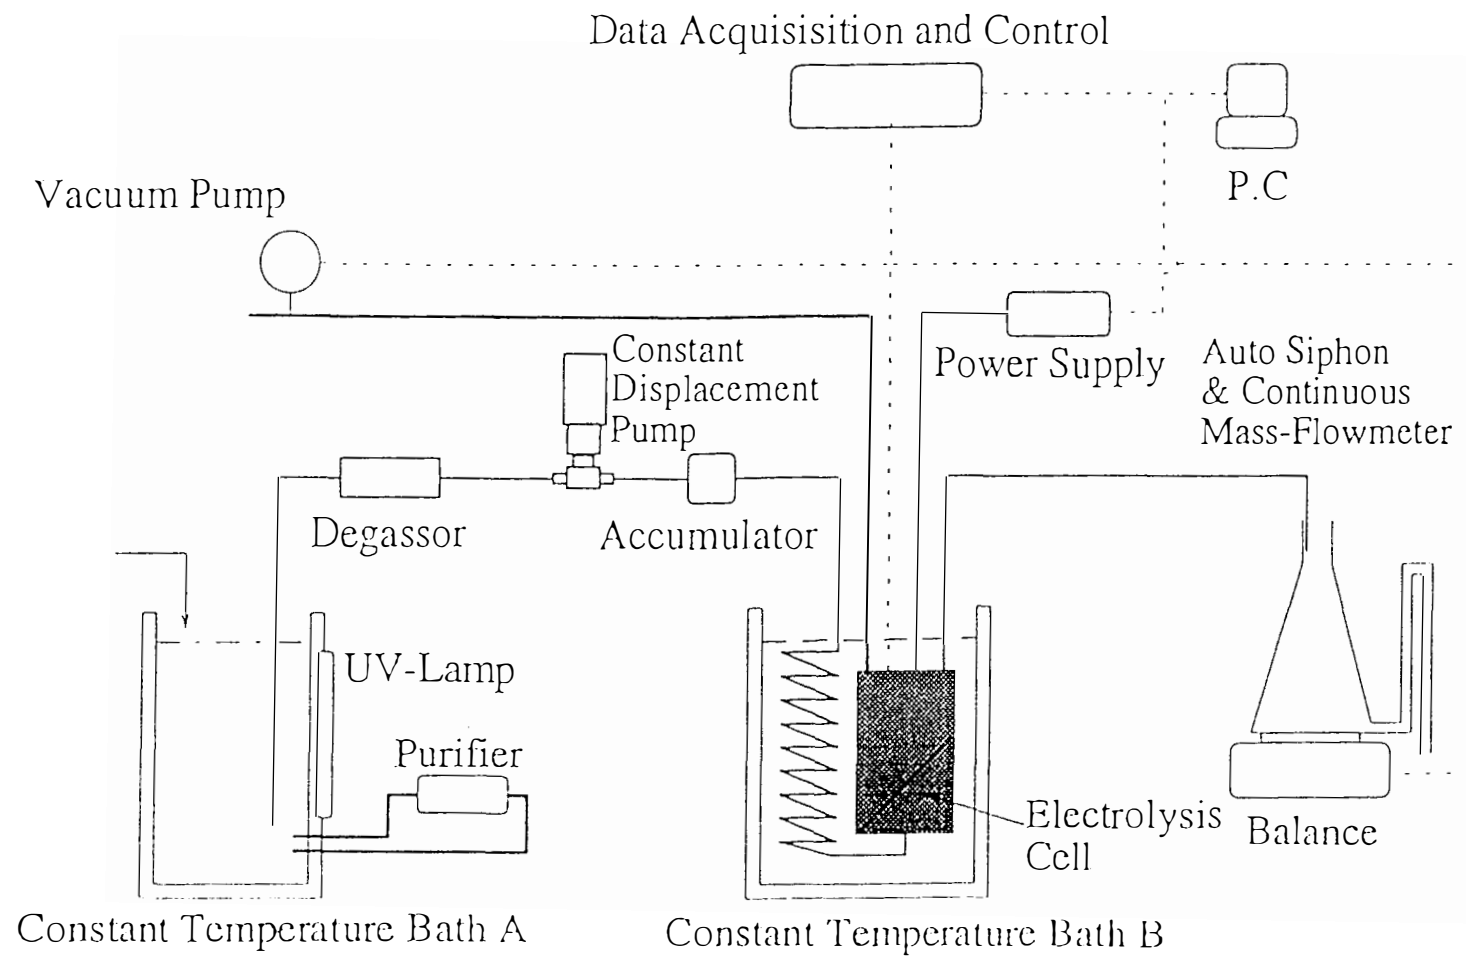 Data Acquisisition and Control
P.C
Vacuum Pump
Constant
Displacement
Pump
Power Supply
Auto Siphon
& Continuous
Mass-Flowmeter
Degassor
Accumulator
UV-Lamp
Purifier
Electrolysis
Cell
Balance
Constant Temperature Bath A
Constant Temperature Bath B